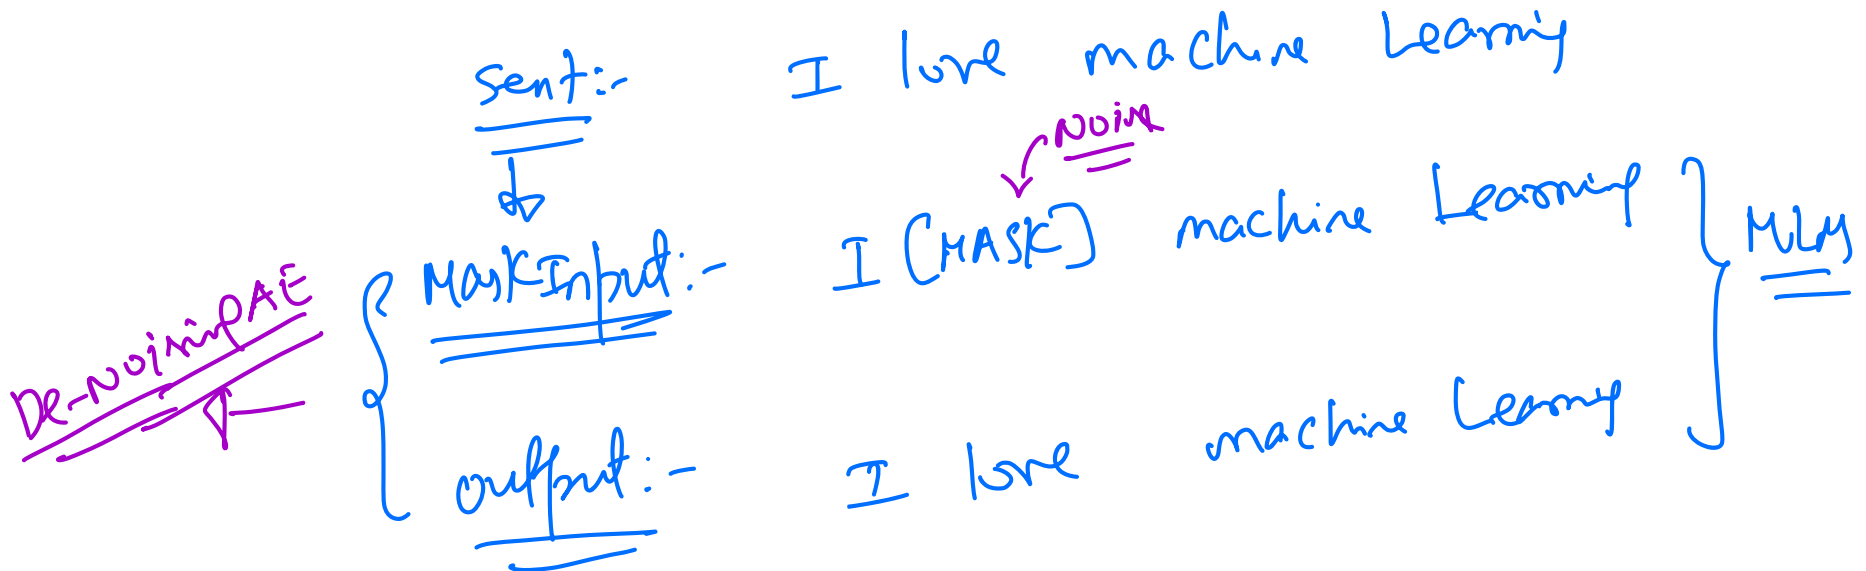 Sent:- I love machine Learning
Noise
MaskInput:- I [MASK] machine Learning
MLM
De-Noising AE
output:- I love machine Learning